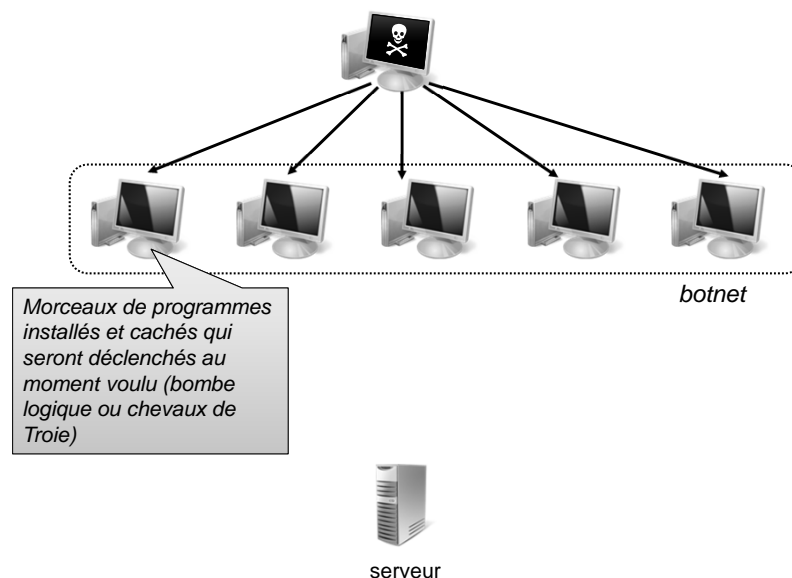 botnet
Morceaux de programmes
installés et cachés qui
seront déclenchés au
moment voulu (bombe
logique ou chevaux de
Troie)
serveur